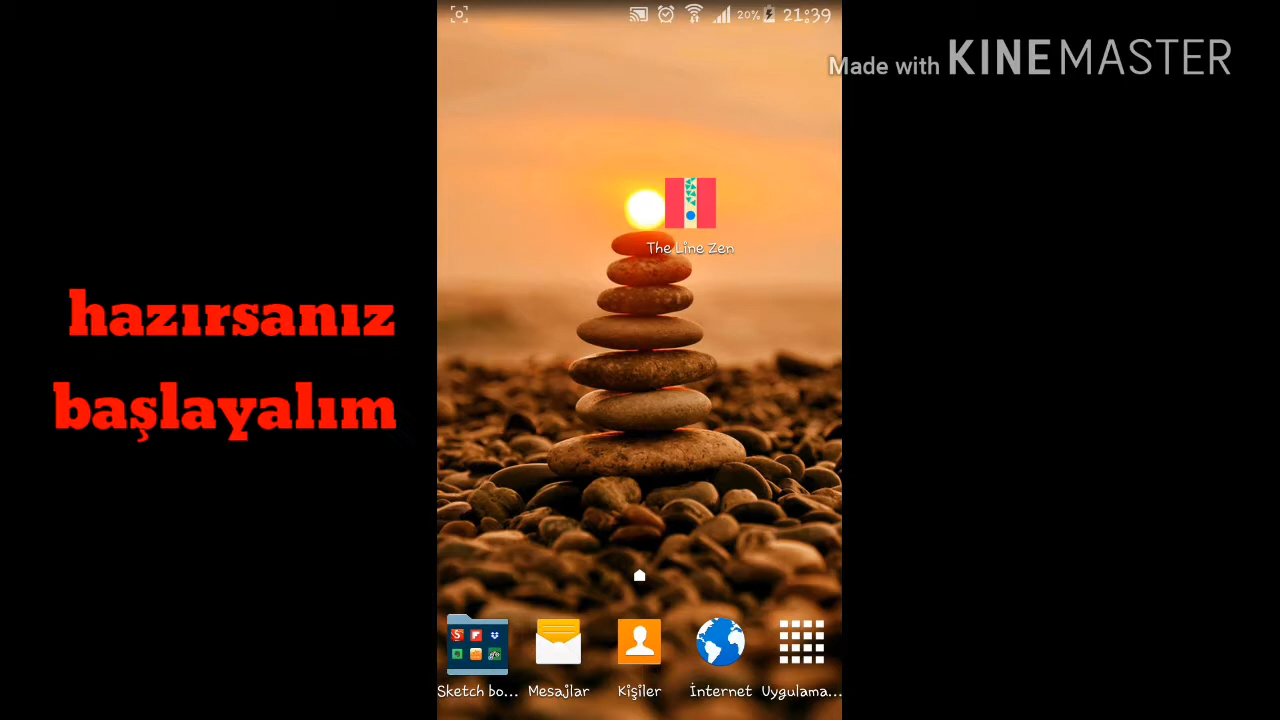 20% 21:39
Made with KINEMASTER
The Line Zen
hazırsanız
başlayalım
Sketch bo... Mesajlar Kişiler İnternet Uygulama...